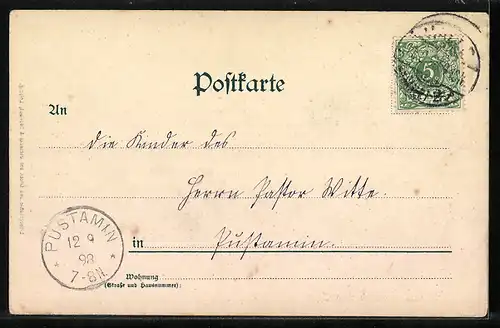 5
Postkarte
An
Die Kinder des
Herrn Pastor Witte.
in Pustamin.
PUSTAMIN
12 9
98
7-8N.
Wohnung
(Straße und Hausnummer)